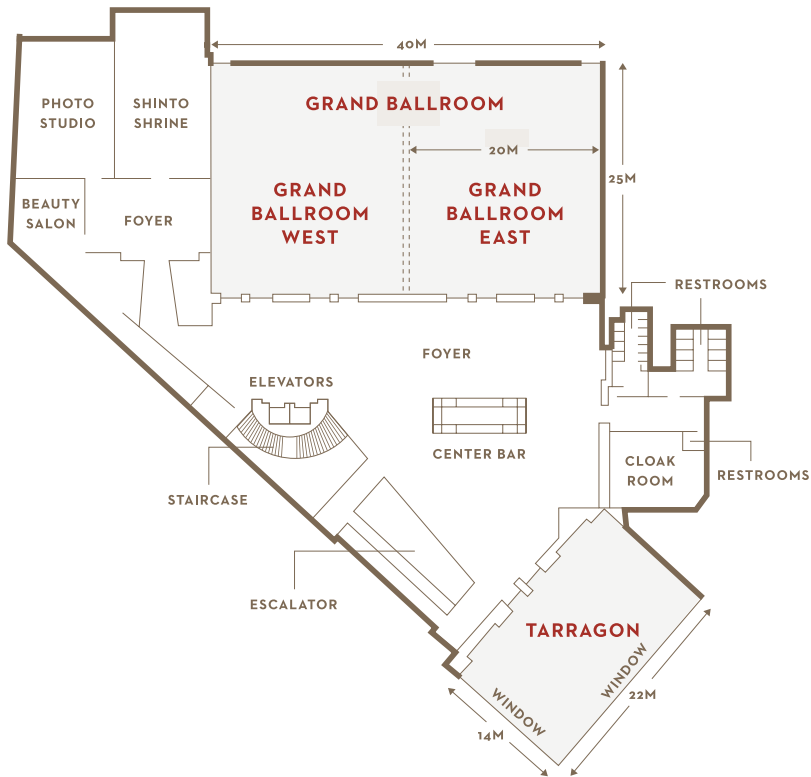 40M
PHOTO
STUDIO
SHINTO
SHRINE
GRAND BALLROOM
20M
25M
GRAND
BALLROOM
WEST
GRAND
BALLROOM
EAST
BEAUTY
SALON
FOYER
RESTROOMS
FOYER
ELEVATORS
CENTER BAR
CLOAK
ROOM
RESTROOMS
STAIRCASE
ESCALATOR
TARRAGON
WINDOW
WINDOW
22M
14M